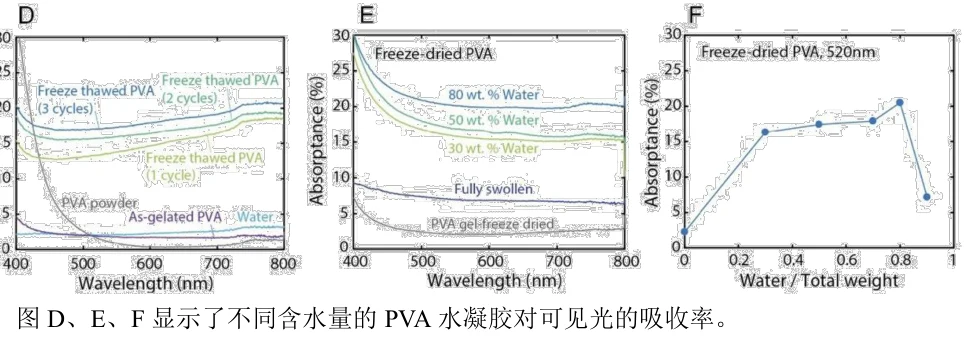 D
E
F
30
25
20
15
10
5
0
400
500
600
700
800
Wavelength (nm)
Freeze thawed PVA
(3 cycles)
Freeze thawed PVA
(2 cycles)
Freeze thawed PVA
(1 cycle)
PVA powder
As-gelated PVA
Water
Absorptance (%)
30
25
20
15
10
5
0
400
500
600
700
800
Wavelength (nm)
Freeze-dried PVA
80 wt. % Water
50 wt. % Water
30 wt. % Water
Fully swollen
PVA gel-freeze dried
Absorptance (%)
30
25
20
15
10
5
0
0
0.2
0.4
0.6
0.8
1
Water / Total weight
Freeze-dried PVA, 520nm
图 D、E、F 显示了不同含水量的 PVA 水凝胶对可见光的吸收率。